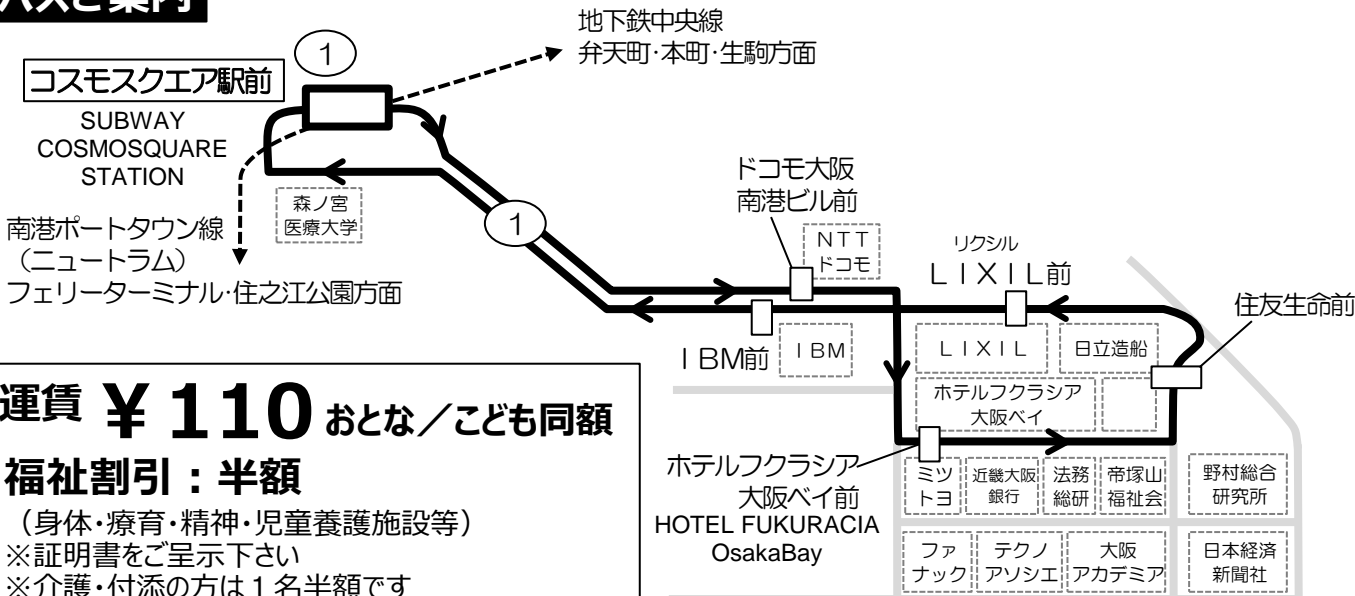 バスご案内
地下鉄中央線
弁天町･本町･生駒方面
1
コスモスクエア駅前
SUBWAY
COSMOSQUARE
STATION
森ノ宮
医療大学
南港ポートタウン線
（ニュートラム）
フェリーターミナル･住之江公園方面
1
ドコモ大阪
南港ビル前
ＮＴＴ
ドコモ
リクシル
ＬＩＸＩＬ前
住友生命前
ＩＢＭ前
ＩＢＭ
ＬＩＸＩＬ
日立造船
ホテルフクラシア
大阪ベイ
運賃 ￥110 おとな／こども同額
福祉割引：半額
（身体･療育･精神･児童養護施設等）
※証明書をご呈示下さい
※介護･付添の方は１名半額です
ホテルフクラシア
大阪ベイ前
HOTEL FUKURACIA
OsakaBay
ミツ
トヨ
近畿大阪
銀行
法務
総研
帝塚山
福祉会
野村総合
研究所
ファ
ナック
テクノ
アソシエ
大阪
アカデミア
日本経済
新聞社